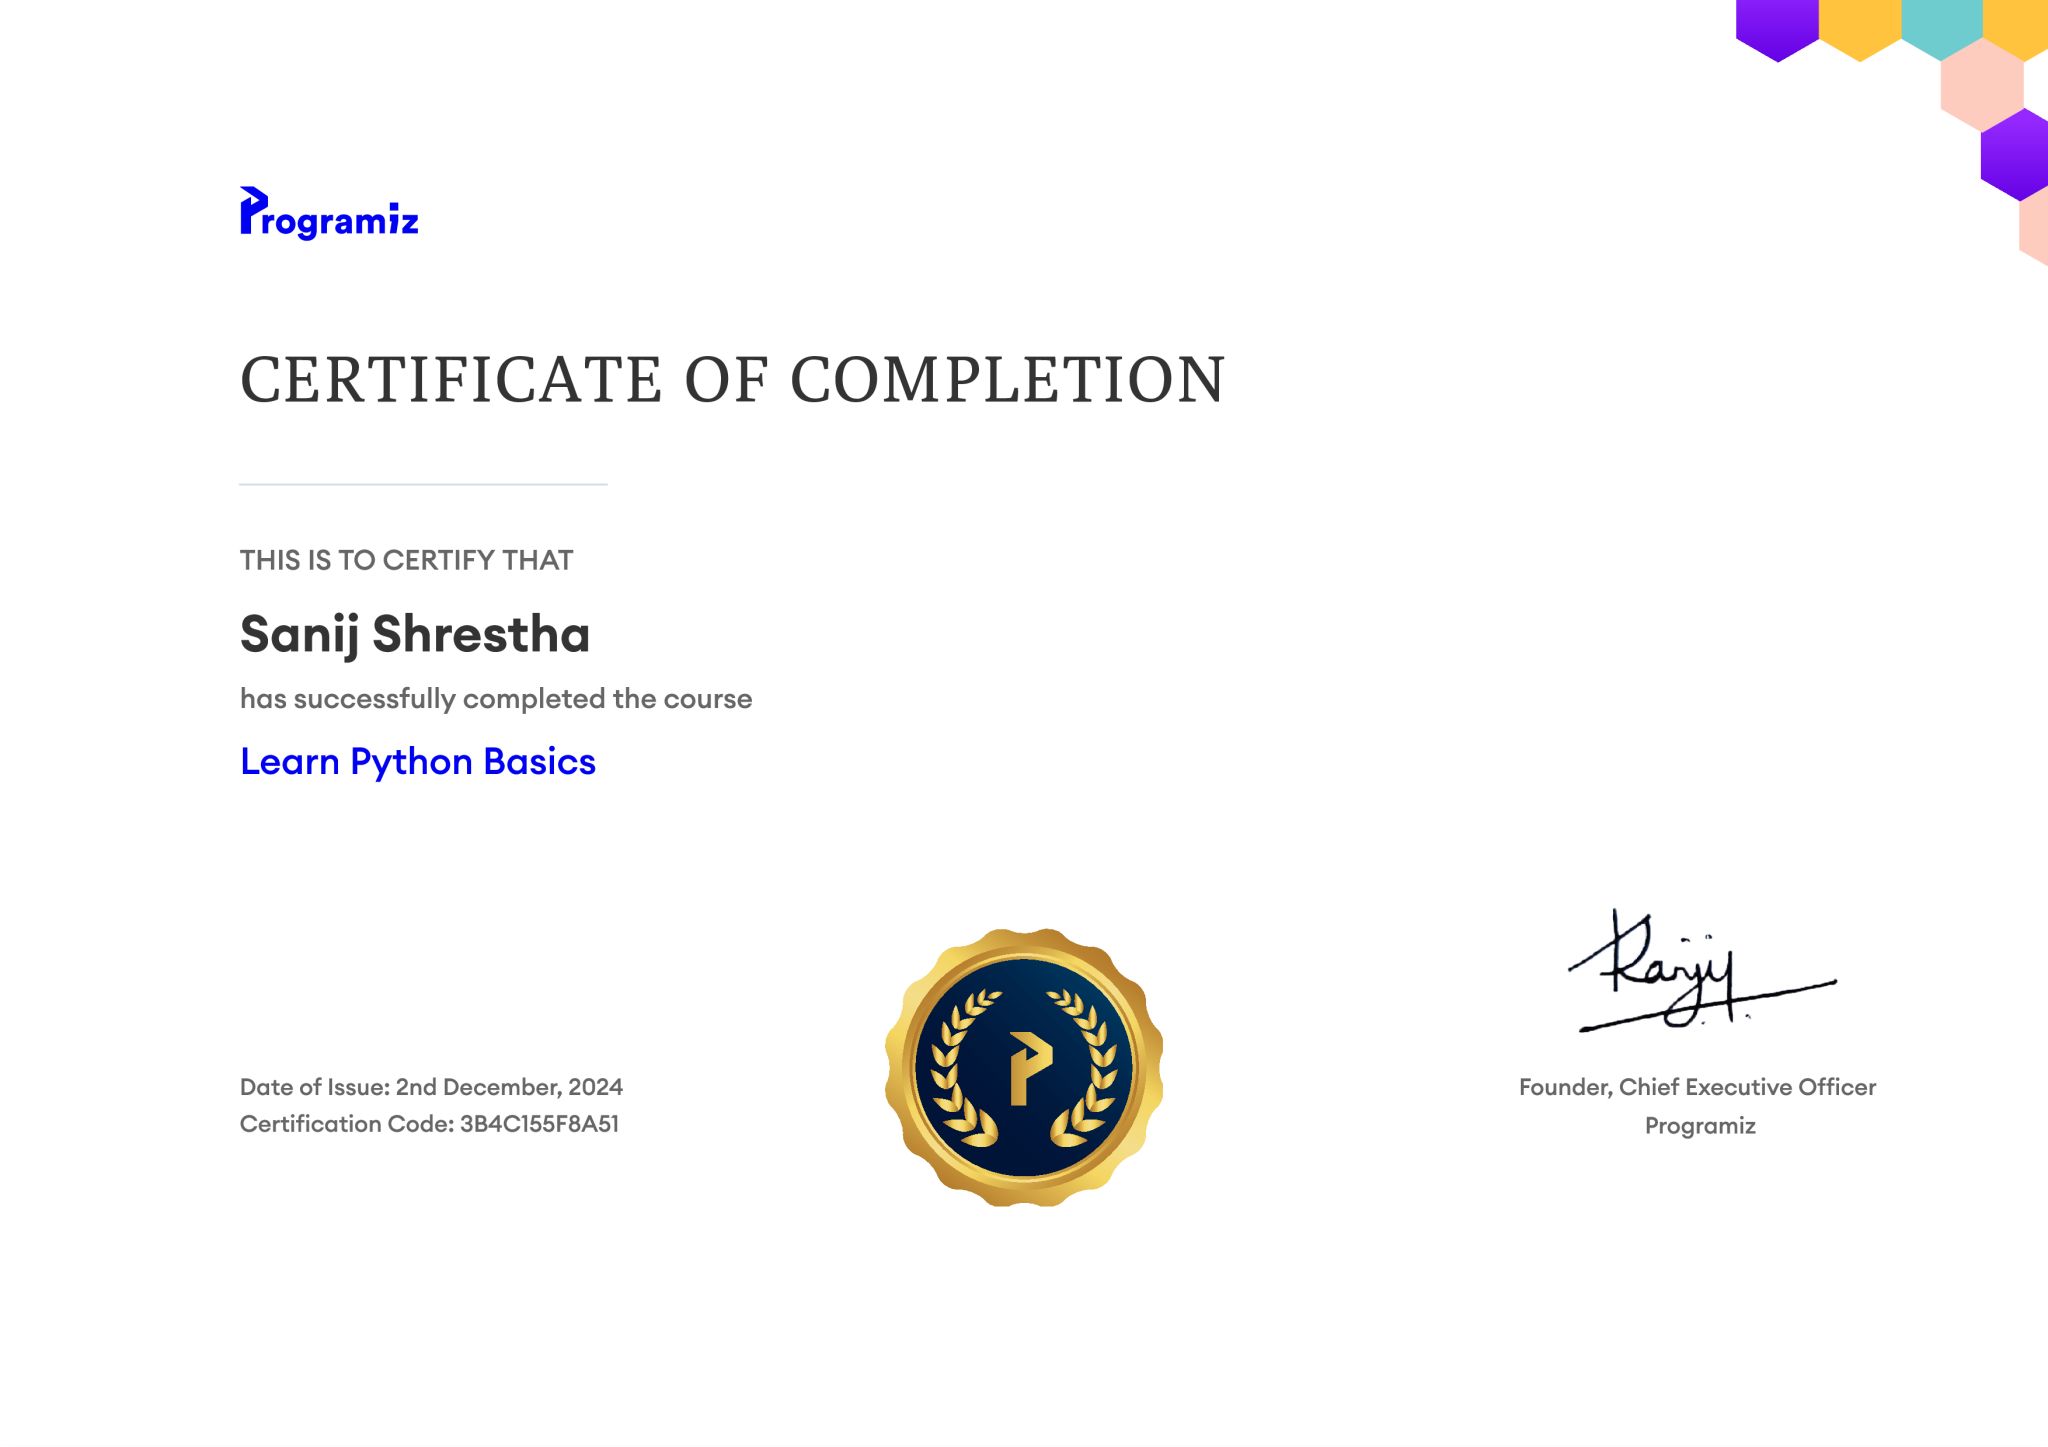 Programiz
CERTIFICATE OF COMPLETION
THIS IS TO CERTIFY THAT
Sanij Shrestha
has successfully completed the course
Learn Python Basics
Date of Issue: 2nd December, 2024
Certification Code: 3B4C155F8A51
P
Ranjit
Founder, Chief Executive Officer
Programiz